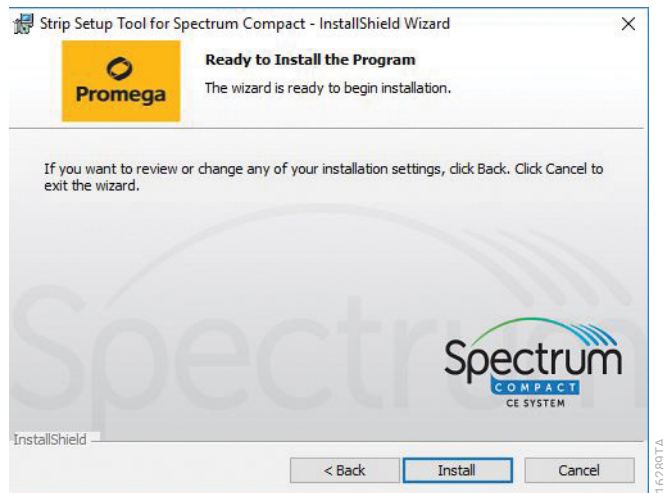 Strip Setup Tool for Spectrum Compact - InstallShield Wizard
Promega
Ready to Install the Program
The wizard is ready to begin installation.
If you want to review or change any of your installation settings, click Back. Click Cancel to
exit the wizard.
Spectrum
Spectrum
COMPACT
CE SYSTEM
InstallShield
< Back
Install
Cancel
16289TA